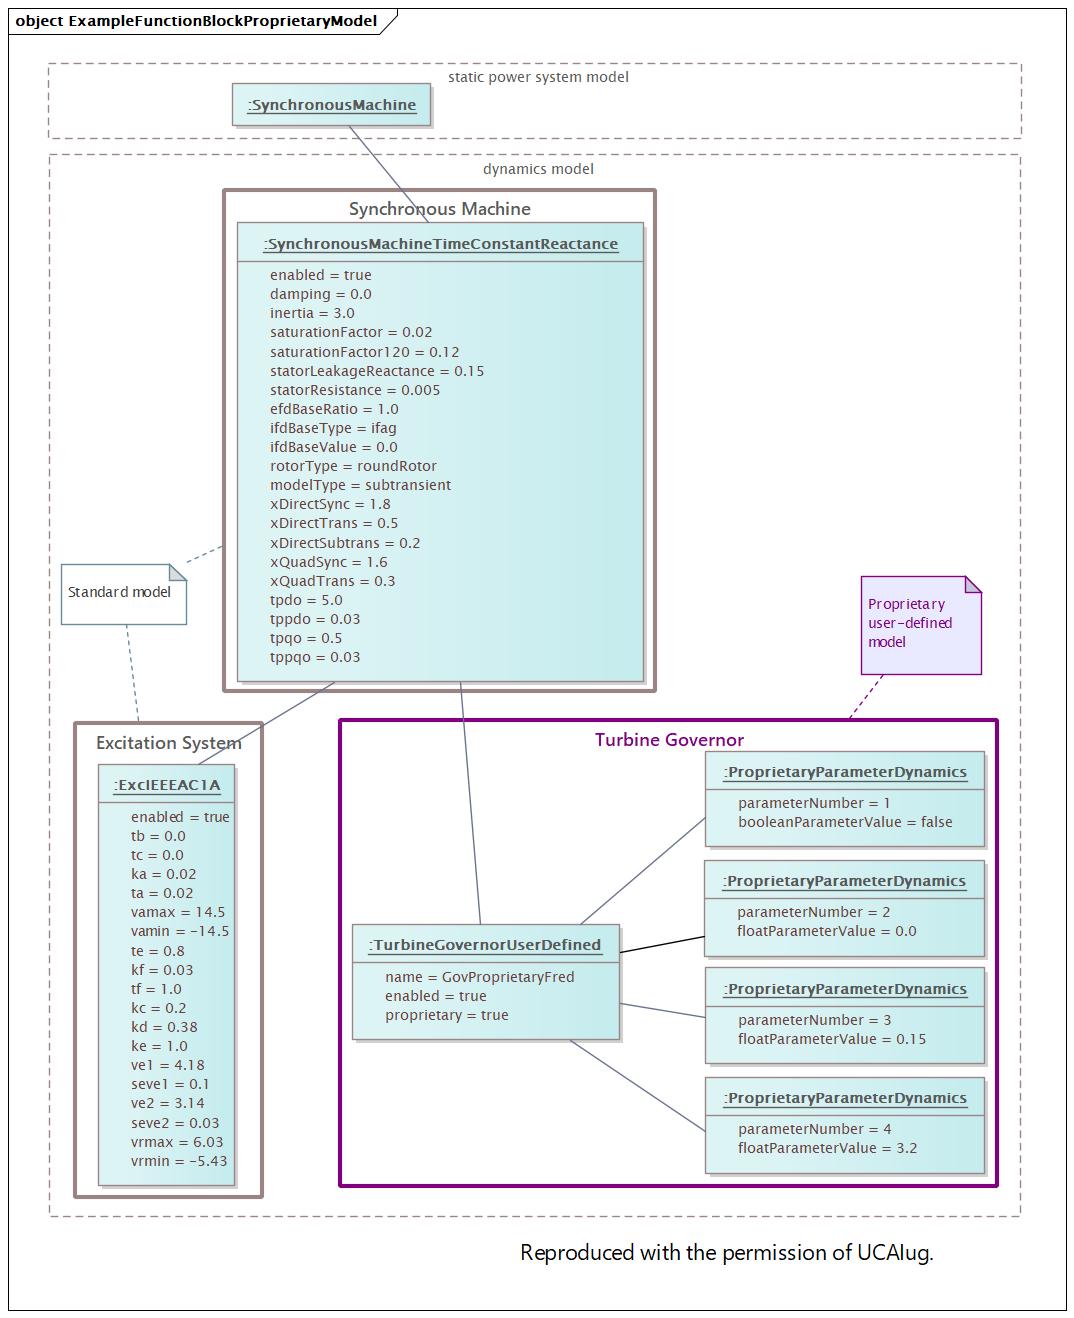 object ExampleFunctionBlockProprietaryModel
static power system model
:SynchronousMachine
dynamics model
Synchronous Machine
:SynchronousMachineTimeConstantReactance
enabled = true
damping = 0.0
inertia = 3.0
saturationFactor = 0.02
saturationFactor120 = 0.12
statorLeakageReactance = 0.15
statorResistance = 0.005
efdBaseRatio = 1.0
ifdBaseType = ifag
ifdBaseValue = 0.0
rotorType = roundRotor
modelType = subtransient
xDirectSync = 1.8
xDirectTrans = 0.5
xDirectSubtrans = 0.2
xQuadSync = 1.6
xQuadTrans = 0.3
tpdo = 5.0
tppdo = 0.03
tpqo = 0.5
tppqo = 0.03
Standard model
Proprietary
user-defined
model
Excitation System
:ExcIEEEAC1A
enabled = true
tb = 0.0
tc = 0.0
ka = 0.02
ta = 0.02
vamax = 14.5
vamin = -14.5
te = 0.8
kf = 0.03
tf = 1.0
kc = 0.2
kd = 0.38
ke = 1.0
ve1 = 4.18
seve1 = 0.1
ve2 = 3.14
seve2 = 0.03
vrmax = 6.03
vrmin = -5.43
Turbine Governor
:TurbineGovernorUserDefined
name = GovProprietaryFred
enabled = true
proprietary = true
:ProprietaryParameterDynamics
parameterNumber = 1
booleanParameterValue = false
:ProprietaryParameterDynamics
parameterNumber = 2
floatParameterValue = 0.0
:ProprietaryParameterDynamics
parameterNumber = 3
floatParameterValue = 0.15
:ProprietaryParameterDynamics
parameterNumber = 4
floatParameterValue = 3.2
Reproduced with the permission of UCAIug.